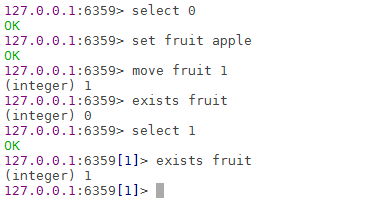 127.0.0.1:6359> select 0
OK
127.0.0.1:6359> set fruit apple
OK
127.0.0.1:6359> move fruit 1
(integer) 1
127.0.0.1:6359> exists fruit
(integer) 0
127.0.0.1:6359> select 1
OK
127.0.0.1:6359[1]> exists fruit
(integer) 1
127.0.0.1:6359[1]>